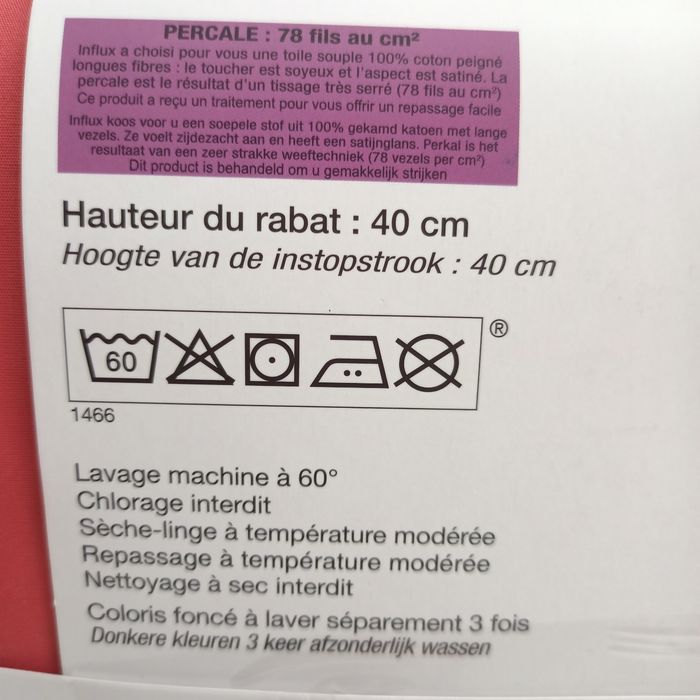 PERCALE : 78 fils au cm²
Influx a choisi pour vous une toile souple 100% coton peigné
longues fibres : le toucher est soyeux et l'aspect est satiné. La
percale est le résultat d'un tissage très serré (78 fils au cm²)
Ce produit a reçu un traitement pour vous offrir un repassage facile
Influx koos voor u een soepele stof uit 100% gekamd katoen met lange
vezels. Ze voelt zijdezacht aan en heeft een satijnglans. Perkal is het
resultaat van een zeer strakke weeftechniek (78 vezels per cm²)
Dit product is behandeld om u gemakkelijk strijken
Hauteur du rabat : 40 cm
Hoogte van de instopstrook : 40 cm
60
®
1466
Lavage machine à 60°
Chlorage interdit
Sèche-linge à température modérée
Repassage à température modérée
Nettoyage à sec interdit
Coloris foncé à laver séparement 3 fois
Donkere kleuren 3 keer afzonderlijk wassen